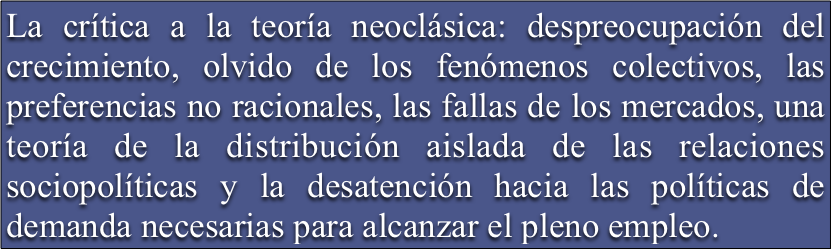 La crítica a la teoría neoclásica: despreocupación del
crecimiento, olvido de los fenómenos colectivos, las
preferencias no racionales, las fallas de los mercados, una
teoría de la distribución aislada de las relaciones
sociopolíticas y la desatención hacia las políticas de
demanda necesarias para alcanzar el pleno empleo.